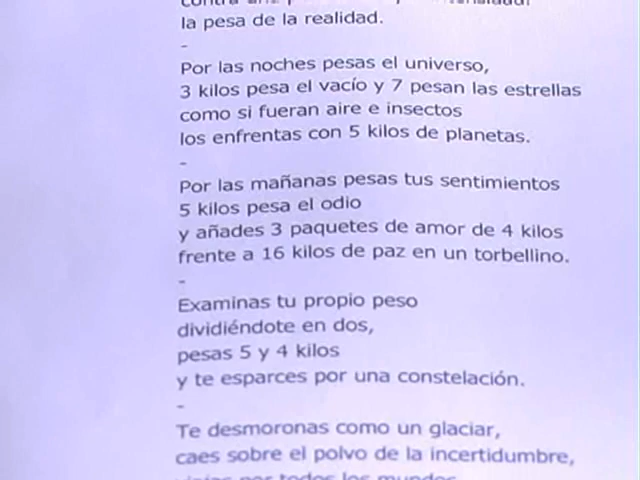 la pesa de la realidad.
-
Por las noches pesas el universo,
3 kilos pesa el vacío y 7 pesan las estrellas
como si fueran aire e insectos
los enfrentas con 5 kilos de planetas.
-
Por las mañanas pesas tus sentimientos
5 kilos pesa el odio
y añades 3 paquetes de amor de 4 kilos
frente a 16 kilos de paz en un torbellino.
-
Examinas tu propio peso
dividiéndote en dos,
pesas 5 y 4 kilos
y te esparces por una constelación.
-
Te desmoronas como un glaciar,
caes sobre el polvo de la incertidumbre,
por todos los mundos